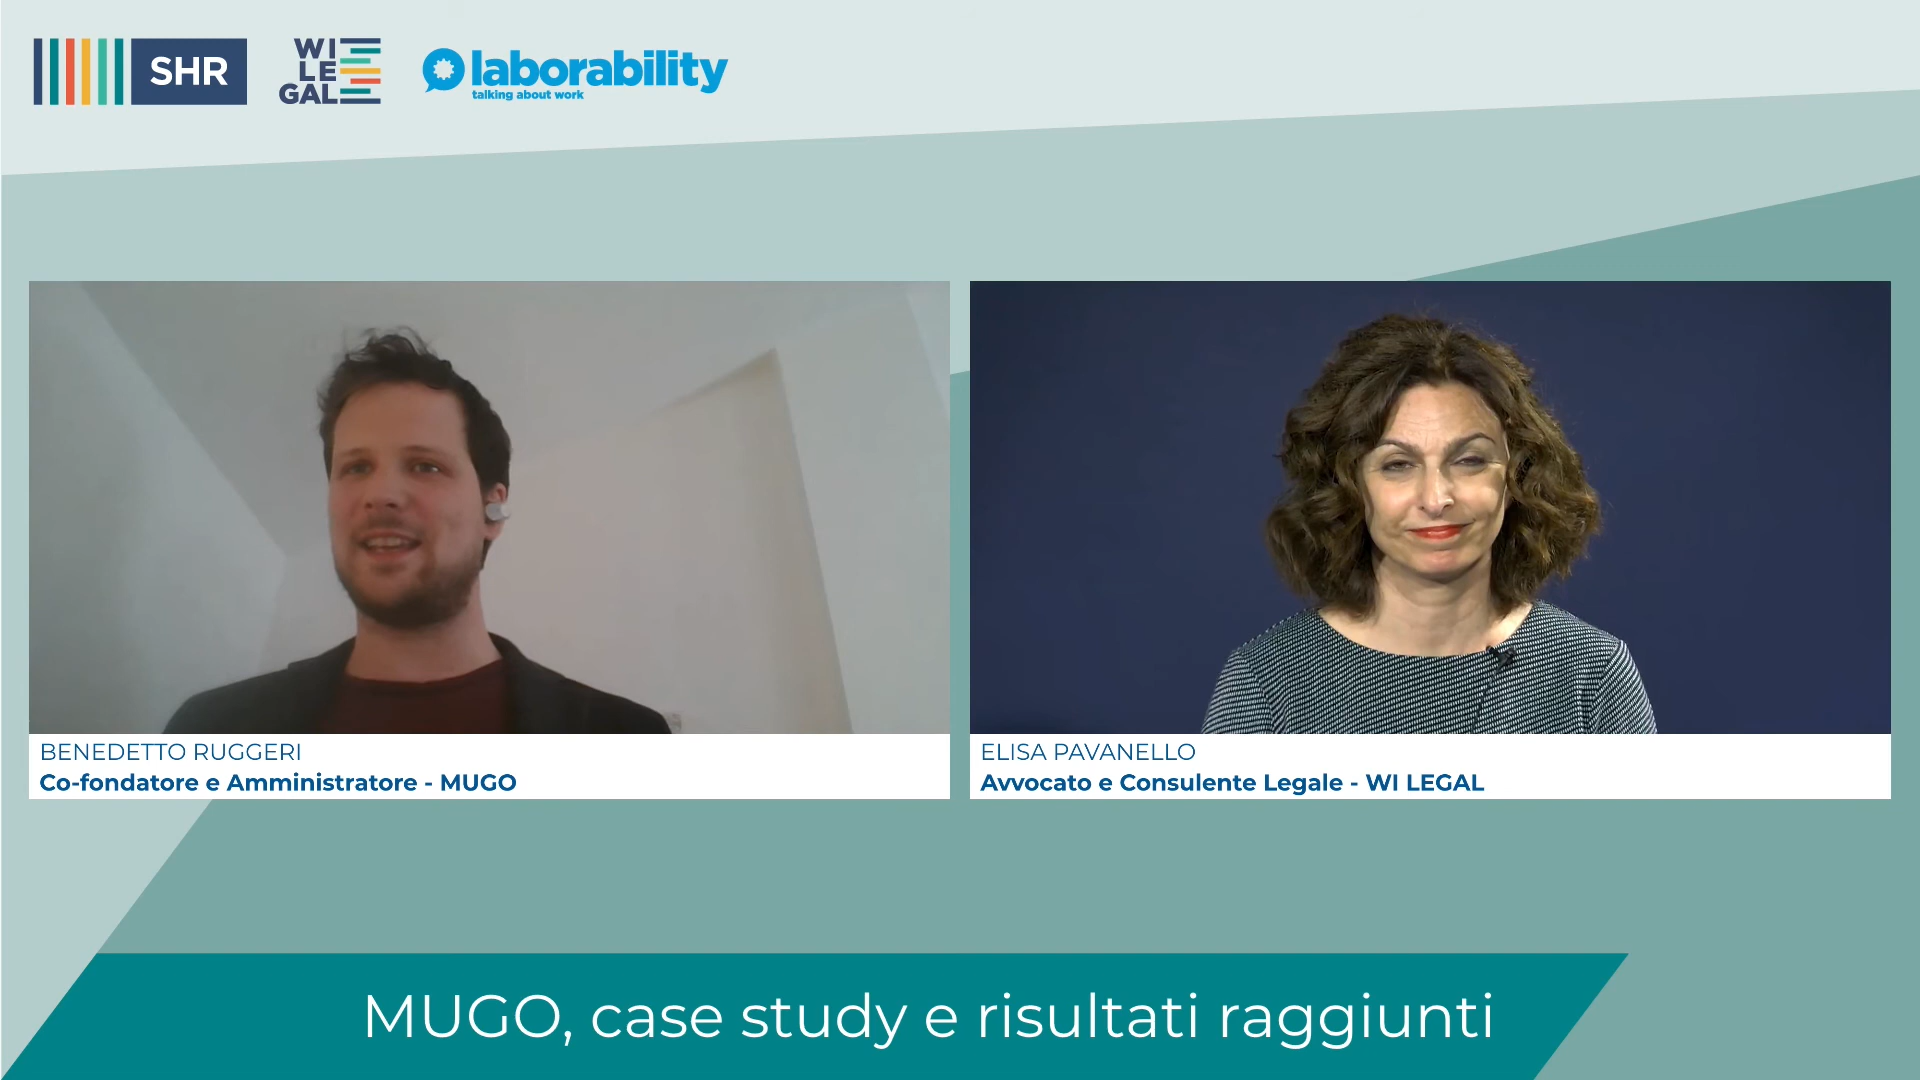 SHR
WI
LE
GAL
laborability
talking about work
BENEDETTO RUGGERI
Co-fondatore e Amministratore - MUGO
ELISA PAVANELLO
Avvocato e Consulente Legale - WI LEGAL
MUGO, case study e risultati raggiunti